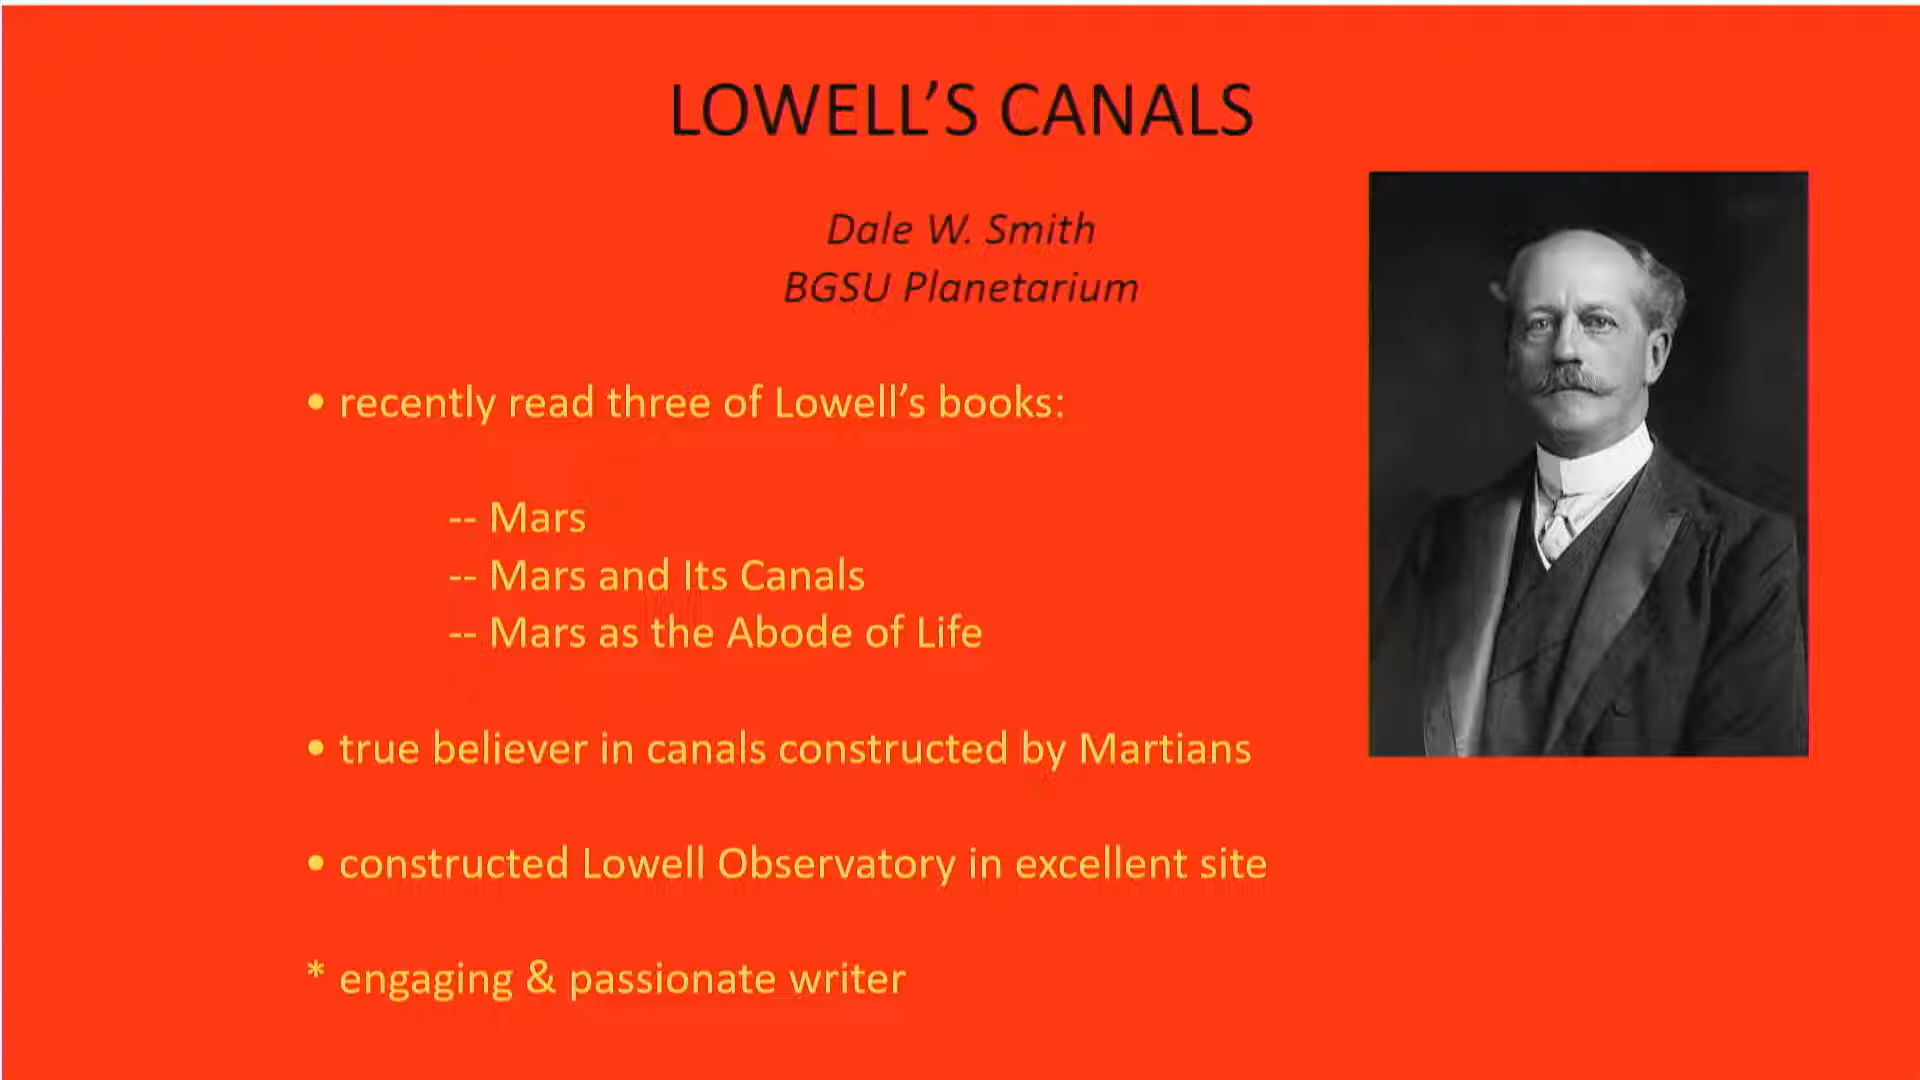 LOWELL’S CANALS
Dale W. Smith
BGSU Planetarium
• recently read three of Lowell’s books:
-- Mars
-- Mars and Its Canals
-- Mars as the Abode of Life
• true believer in canals constructed by Martians
• constructed Lowell Observatory in excellent site
* engaging & passionate writer